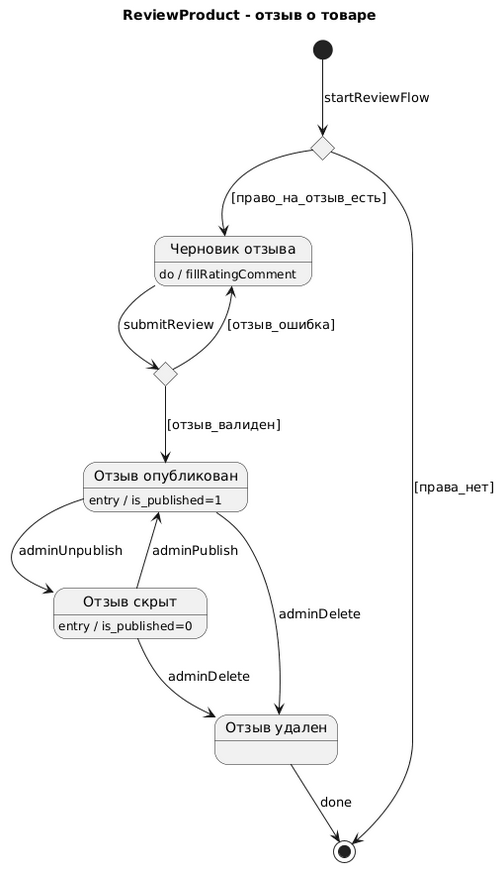 ReviewProduct - отзыв о товаре
startReviewFlow
[право_на_отзыв_есть]
Черновик отзыва
do / fillRatingComment
submitReview
[отзыв_ошибка]
[отзыв_валиден]
Отзыв опубликован
entry / is_published=1
[права_нет]
adminUnpublish
adminPublish
Отзыв скрыт
entry / is_published=0
adminDelete
adminDelete
Отзыв удален
done